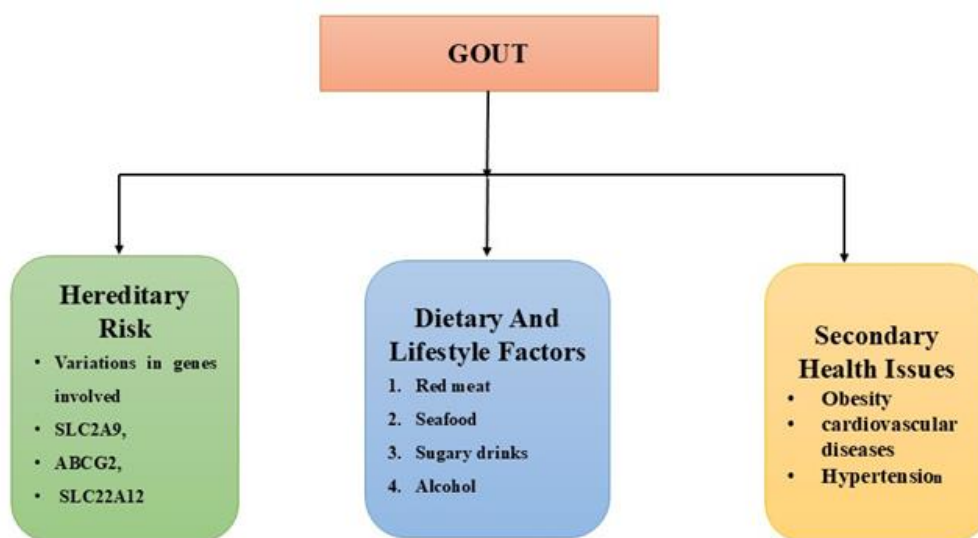 GOUT
Hereditary
Risk
• Variations in genes
involved
• SLC2A9,
• ABCG2,
• SLC22A12
Dietary And
Lifestyle Factors
1. Red meat
2. Seafood
3. Sugary drinks
4. Alcohol
Secondary
Health Issues
• Obesity
• cardiovascular
diseases
• Hypertension